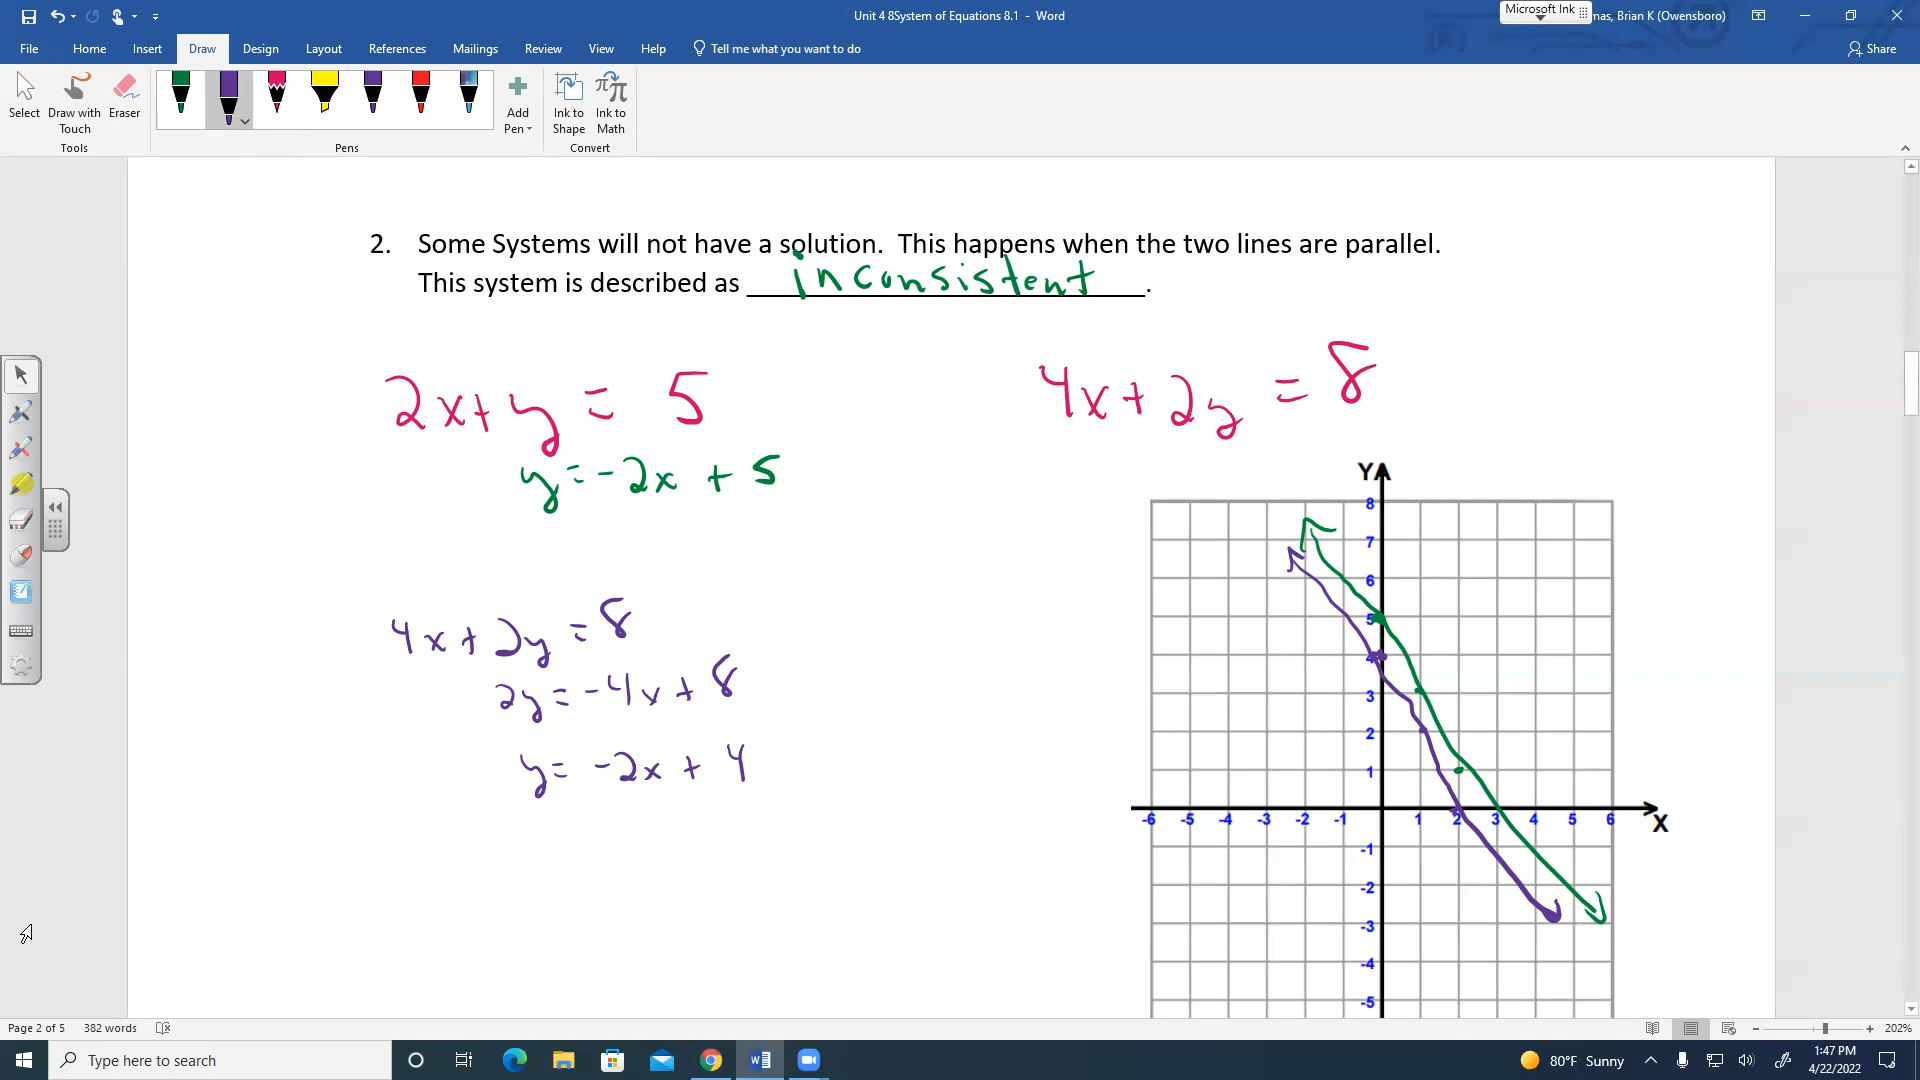 Unit 4 8System of Equations 8.1 - Word
Microsoft Ink
mas, Brian K (Owensboro)
File Home Insert Draw Design Layout References Mailings Review View Help Tell me what you want to do
Share
Select
Draw with Touch
Eraser
Add Pen
Ink to Shape
Ink to Math
Tools Pens Convert
2. Some Systems will not have a solution. This happens when the two lines are parallel.
This system is described as inconsistent.
2x+y = 5
4x+2y = 8
y=-2x + 5
4x+2y=8
2y=-4x+8
y=-2x+4
Y
8
7
6
5
4
3
2
1
-6 -5 -4 -3 -2 -1 1 2 3 4 5 6
X
-1
-2
-3
-4
-5
Page 2 of 5 382 words
202%
Type here to search
80°F Sunny
1:47 PM
4/22/2022